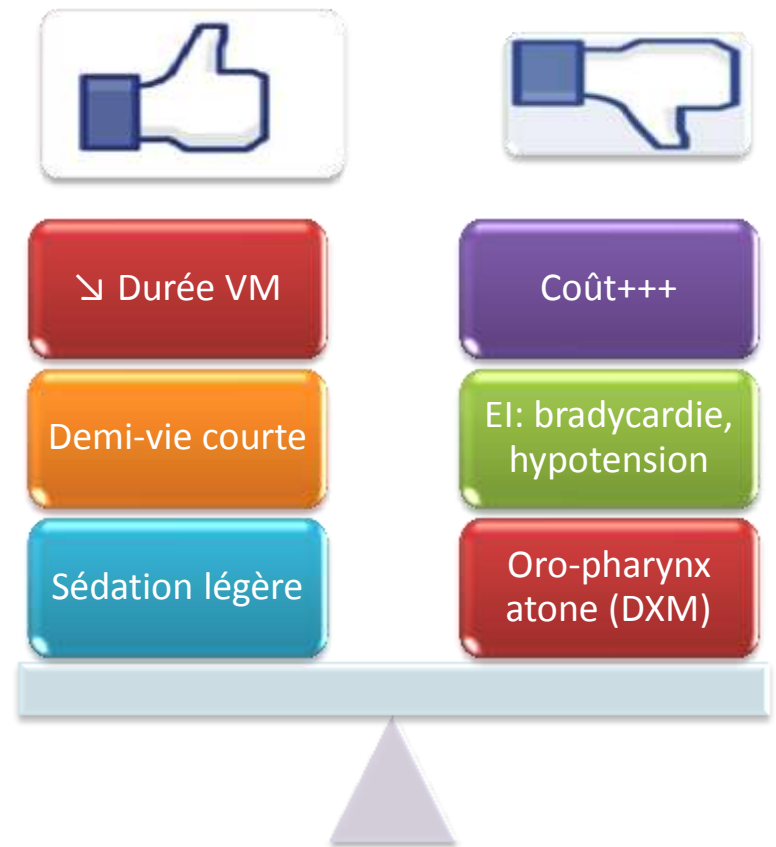 ↘ Durée VM
Coût+++
Demi-vie courte
EI: bradycardie,
hypotension
Sédation légère
Oro-pharynx
atone (DXM)